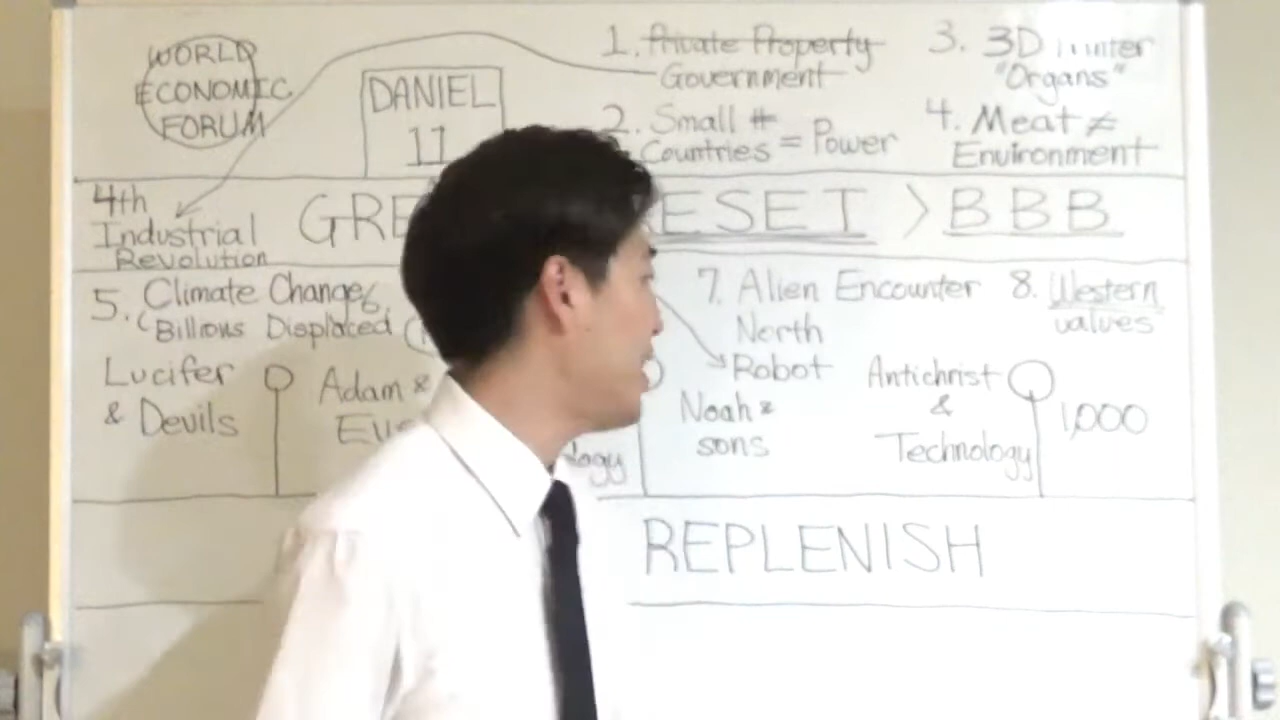 WORLD
ECONOMIC
FORUM
DANIEL
11
1. Private Property
Government
2. Small #
Countries = Power
3. 3D
"Organs"
4. Meat ≠
Environment
4th
Industrial
Revolution
GRE ESET > BBB
5. Climate Change
(Billions Displaced
6
7. Alien Encounter
North
Robot
8. Western
values"
Lucifer
& Devils
Adam &
Noah &
sons
Antichrist
&
Technology
1,000
REPLENISH